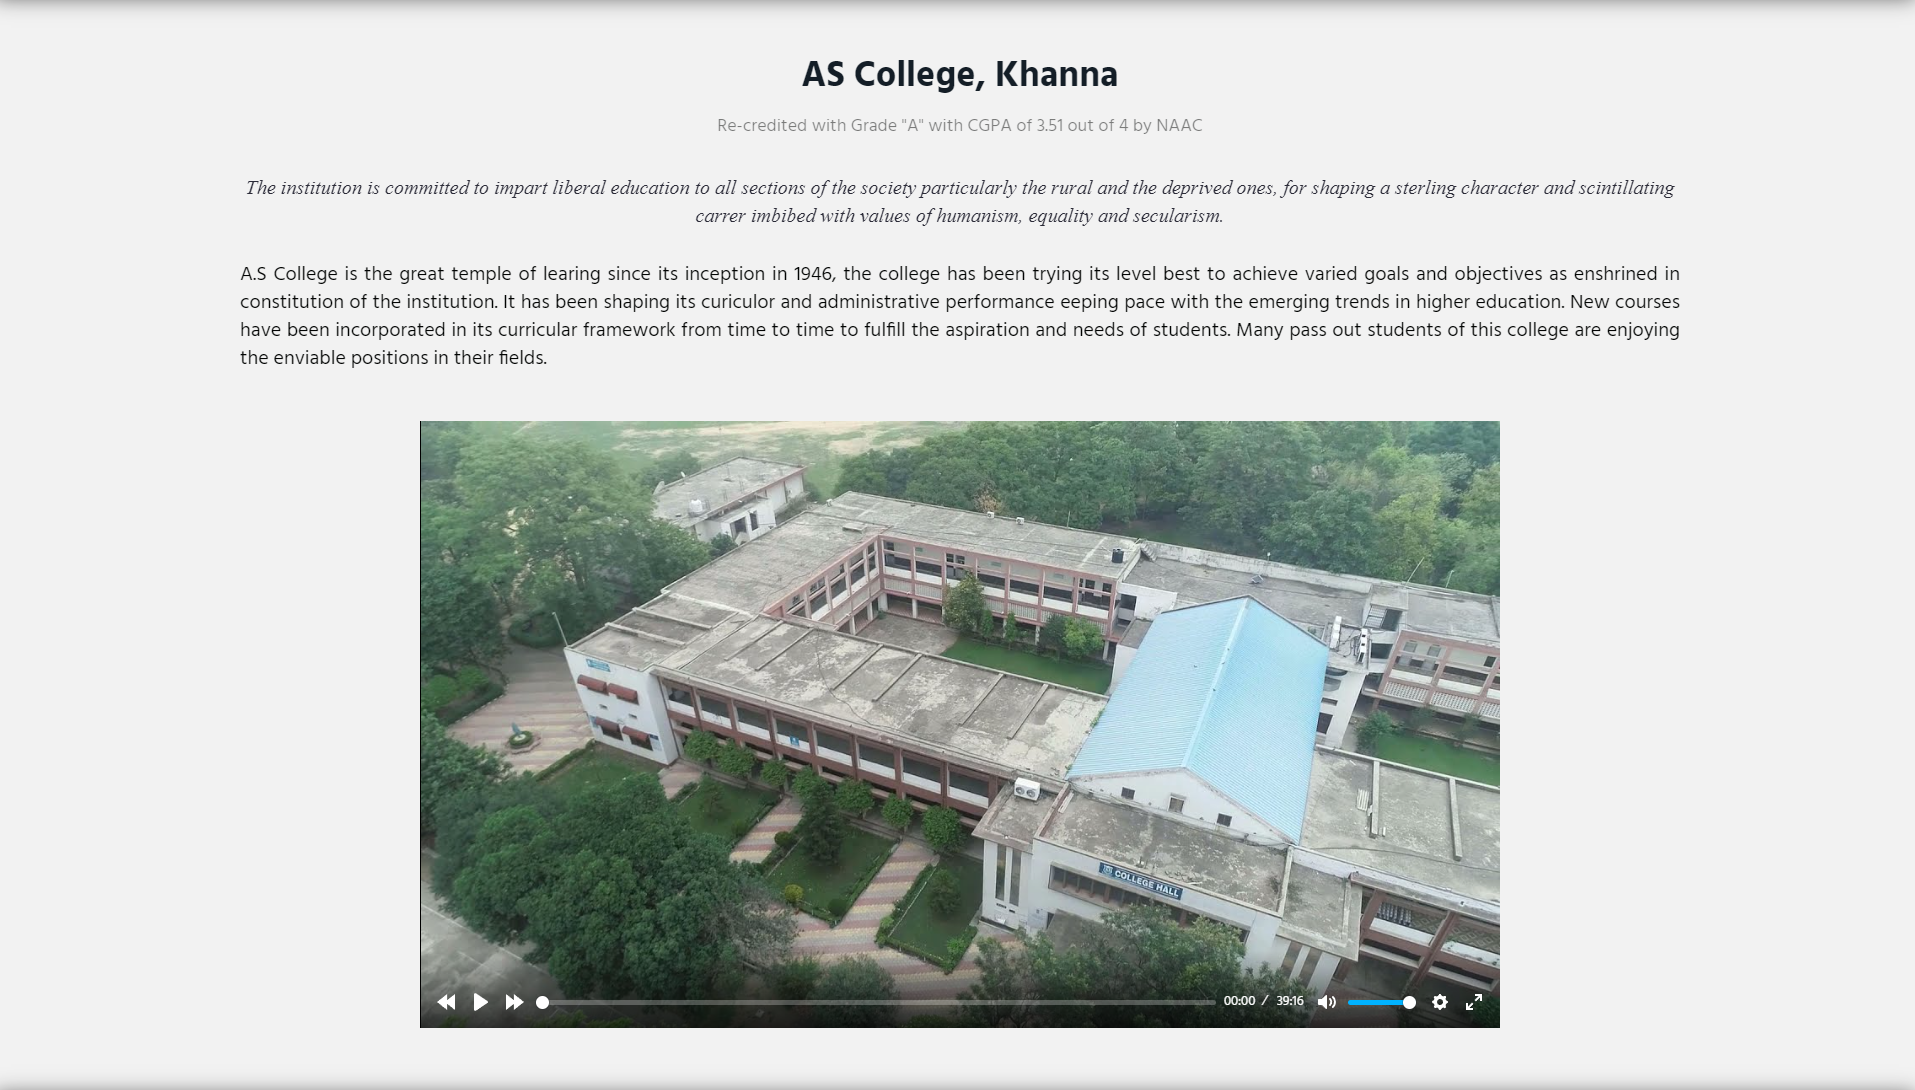 AS College, Khanna
Re-credited with Grade "A" with CGPA of 3.51 out of 4 by NAAC
The institution is committed to impart liberal education to all sections of the society particularly the rural and the deprived ones, for shaping a sterling character and scintillating
carrer imbibed with values of humanism, equality and secularism.
A.S College is the great temple of learing since its inception in 1946, the college has been trying its level best to achieve varied goals and objectives as enshrined in
constitution of the institution. It has been shaping its curiculor and administrative performance eeping pace with the emerging trends in higher education. New courses
have been incorporated in its curricular framework from time to time to fulfill the aspiration and needs of students. Many pass out students of this college are enjoying
the enviable positions in their fields.
COLLEGE HALL
00:00 / 39:16